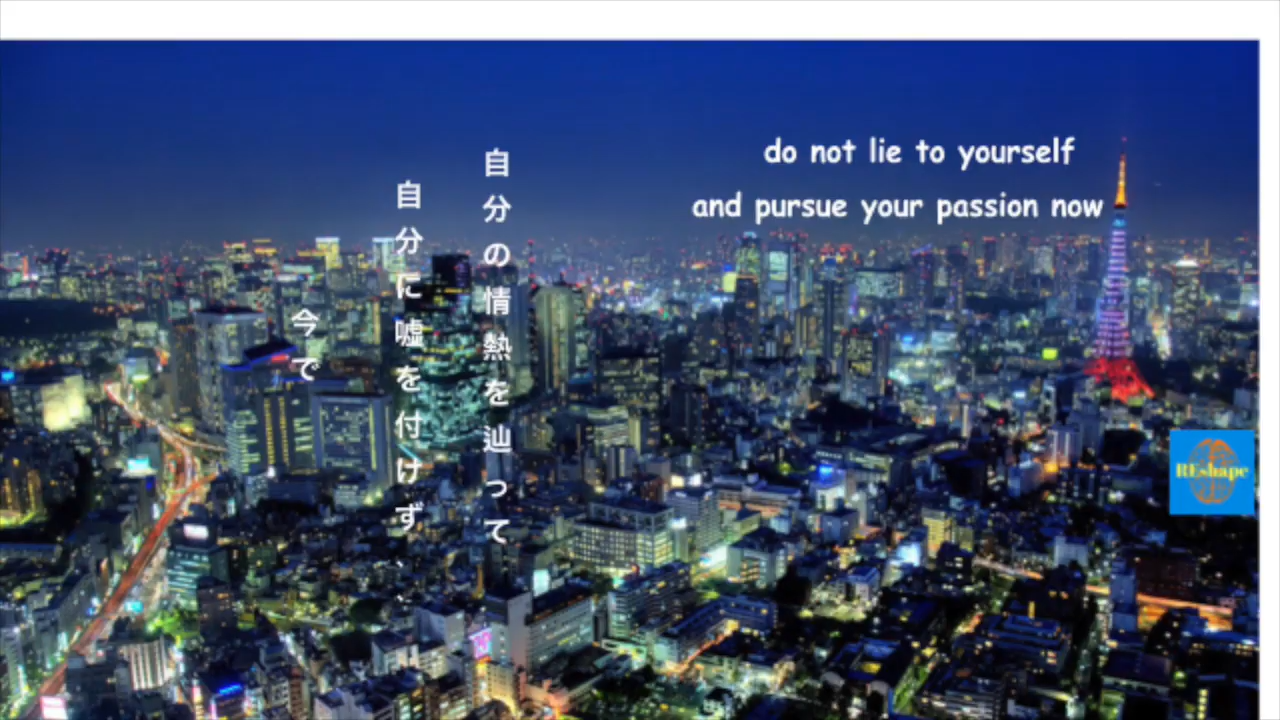 自分の情熱を辿って
自分に嘘を付けず
今で
do not lie to yourself
and pursue your passion now
REshape